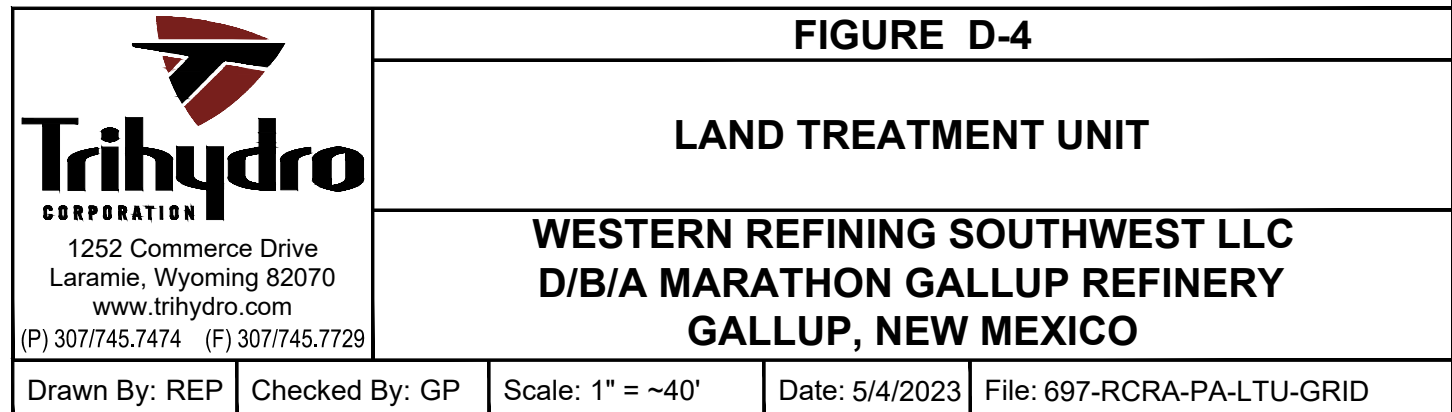 Trihydro
CORPORATION
1252 Commerce Drive
Laramie, Wyoming 82070
www.trihydro.com
(P) 307/745.7474 (F) 307/745.7729
FIGURE D-4
LAND TREATMENT UNIT
WESTERN REFINING SOUTHWEST LLC
D/B/A MARATHON GALLUP REFINERY
GALLUP, NEW MEXICO
Drawn By: REP Checked By: GP Scale: 1" = ~40' Date: 5/4/2023 File: 697-RCRA-PA-LTU-GRID